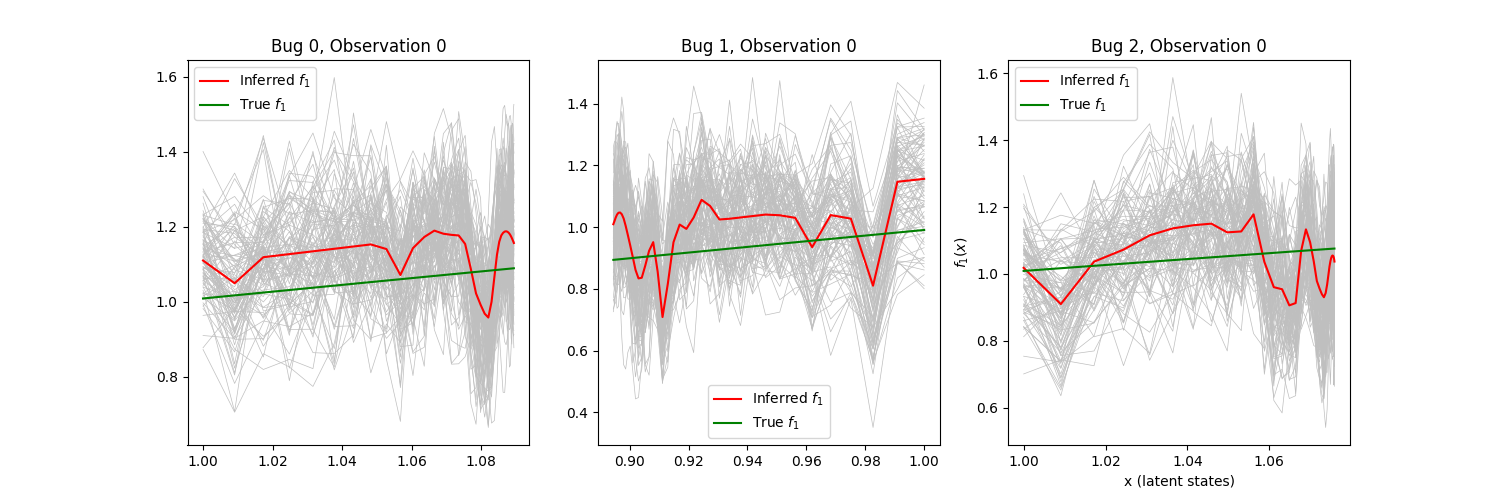 Bug 0, Observation 0
Inferred f₁
True f₁
1.6
1.4
1.2
1.0
0.8
1.00 1.02 1.04 1.06 1.08
Bug 1, Observation 0
1.4
1.2
1.0
0.8
0.6
0.4
Inferred f₁
True f₁
0.90 0.92 0.94 0.96 0.98 1.00
Bug 2, Observation 0
Inferred f₁
True f₁
f₁(x)
1.6
1.4
1.2
1.0
0.8
0.6
1.00 1.02 1.04 1.06
x (latent states)